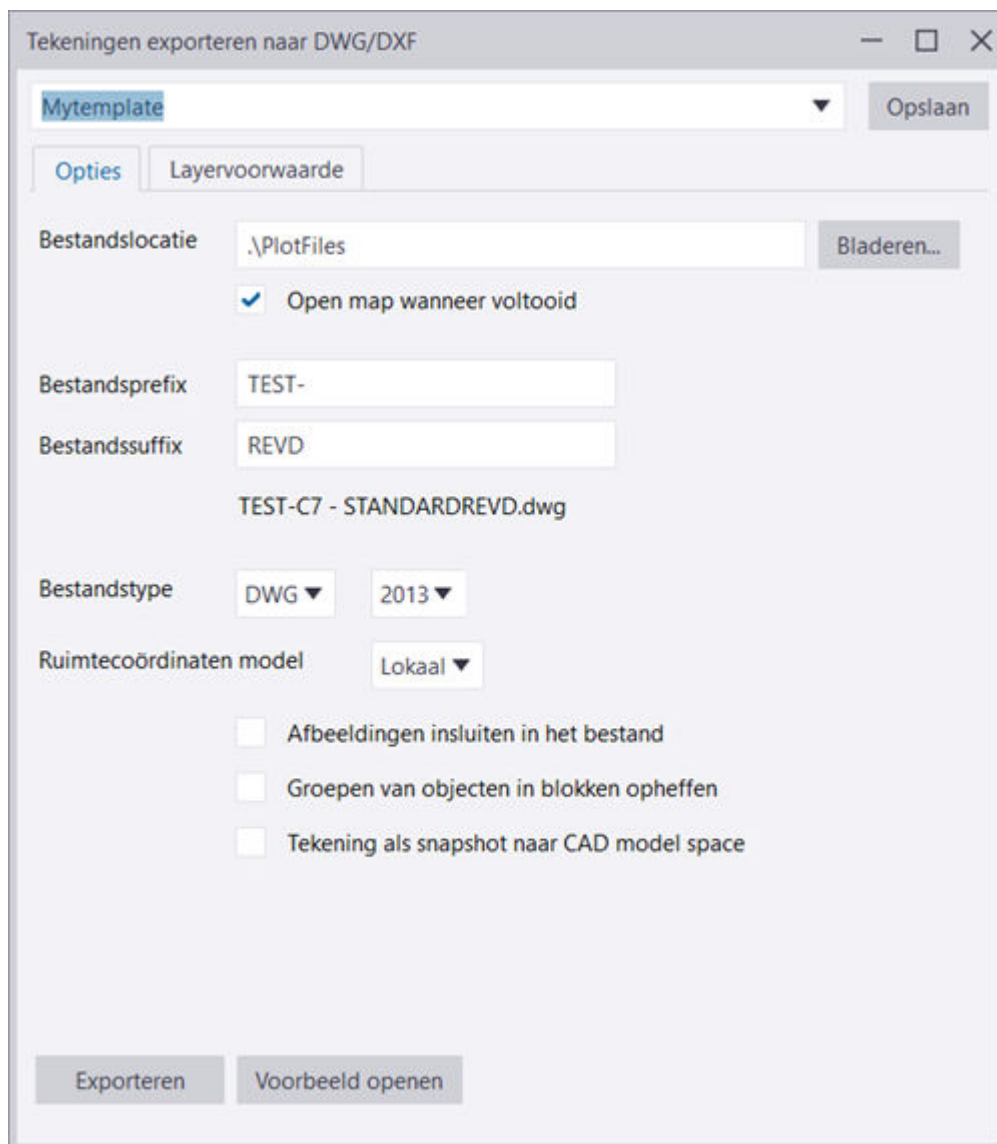 Tekeningen exporteren naar DWG/DXF
Mytemplate
Opslaan
Opties
Layervoorwaarde
Bestandslocatie
.\PlotFiles
Bladeren...
Open map wanneer voltooid
Bestandsprefix
TEST-
Bestandssuffix
REVD
TEST-C7 - STANDARDREVD.dwg
Bestandstype
DWG
2013
Ruimtecoördinaten model
Lokaal
Afbeeldingen insluiten in het bestand
Groepen van objecten in blokken opheffen
Tekening als snapshot naar CAD model space
Exporteren
Voorbeeld openen